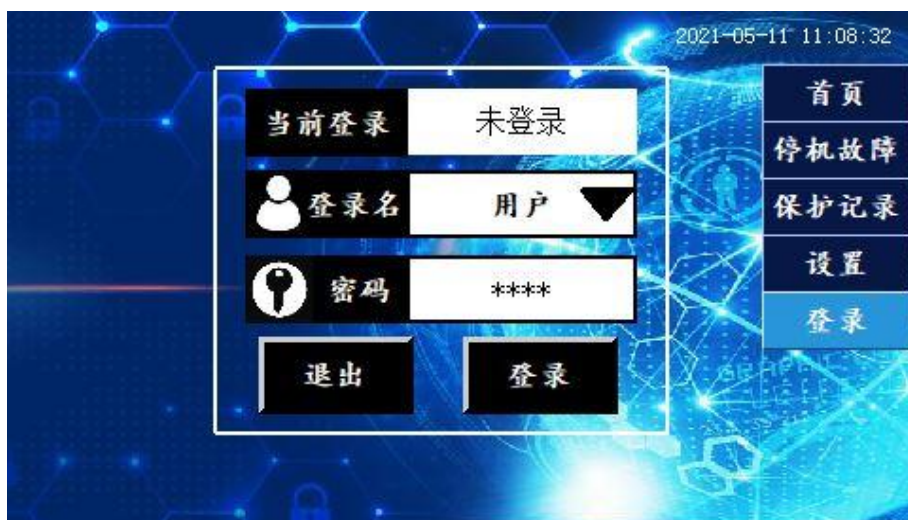 2021-05-11 11:08:32
首页
停机故障
保护记录
设置
登录
当前登录 未登录
登录名 用户
密码 ****
退出 登录